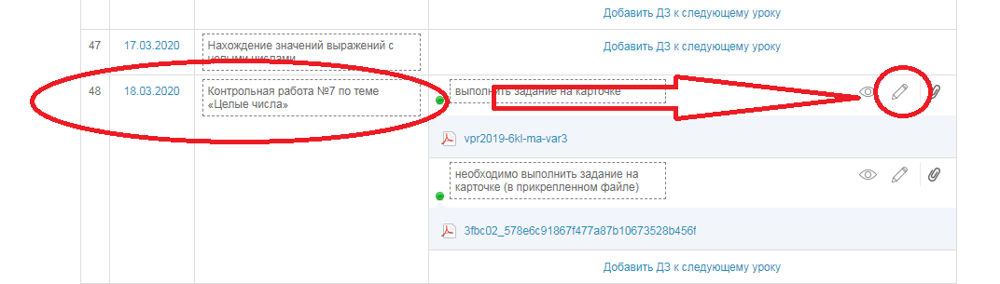 Добавить ДЗ к следующему уроку
47
17.03.2020
Нахождение значений выражений с
целыми числами
Добавить ДЗ к следующему уроку
48
18.03.2020
Контрольная работа №7 по теме
«Целые числа»
выполнить задание на карточке
vpr2019-6kl-ma-var3
необходимо выполнить задание на
карточке (в прикрепленном файле)
3fbc02_578e6c91867f477a87b10673528b456f
Добавить ДЗ к следующему уроку